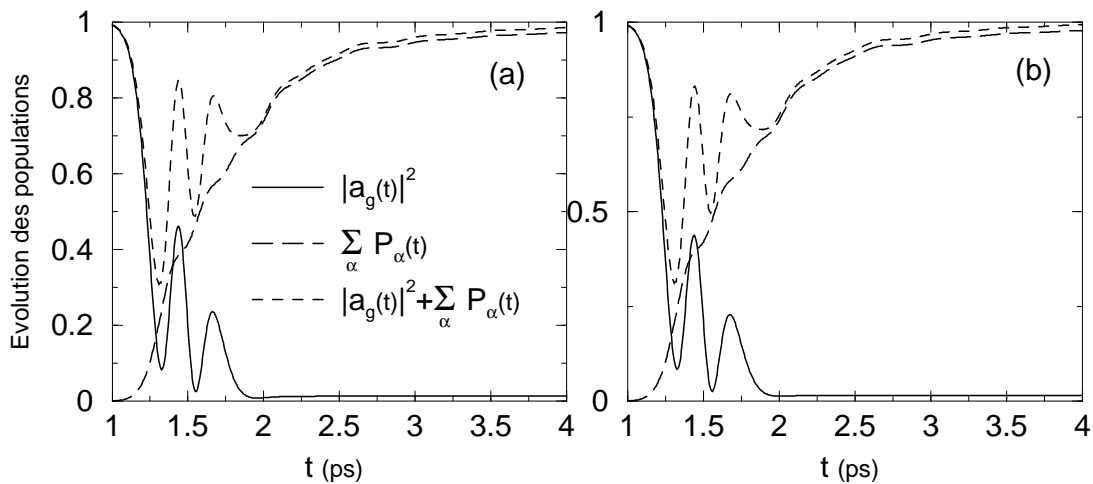 Evolution des populations
1
0.8
0.6
0.4
0.2
0
(a)
|a_g(t)|²
∑_α P_α(t)
|a_g(t)|²+∑_α P_α(t)
1 1.5 2 2.5 3 3.5 4
t (ps)
1
0.5
0
(b)
1 1.5 2 2.5 3 3.5 4
t (ps)